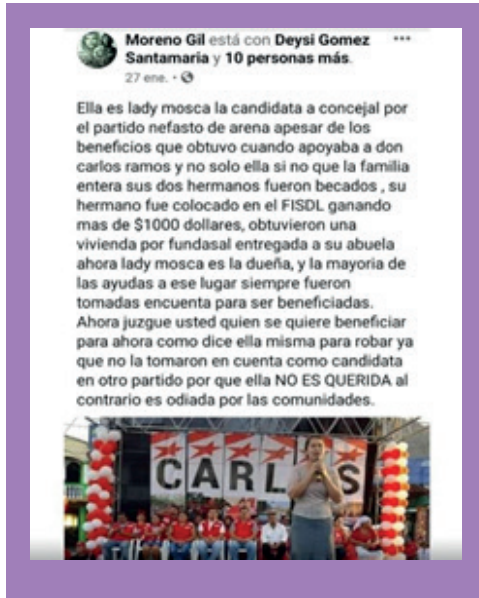 Moreno Gil está con Deysi Gomez
Santamaria y 10 personas más.
27 ene. ·
Ella es lady mosca la candidata a concejal por
el partido nefasto de arena apesar de los
beneficios que obtuvo cuando apoyaba a don
carlos ramos y no solo ella si no que la familia
entera sus dos hermanos fueron becados , su
hermano fue colocado en el FISDL ganando
mas de $1000 dollares, obtuvieron una
vivienda por fundasal entregada a su abuela
ahora lady mosca es la dueña, y la mayoria de
las ayudas a ese lugar siempre fueron
tomadas encuenta para ser beneficiadas.
Ahora juzgue usted quien se quiere beneficiar
para ahora como dice ella misma para robar ya
que no la tomaron en cuenta como candidata
en otro partido por que ella NO ES QUERIDA al
contrario es odiada por las comunidades.
CARL S